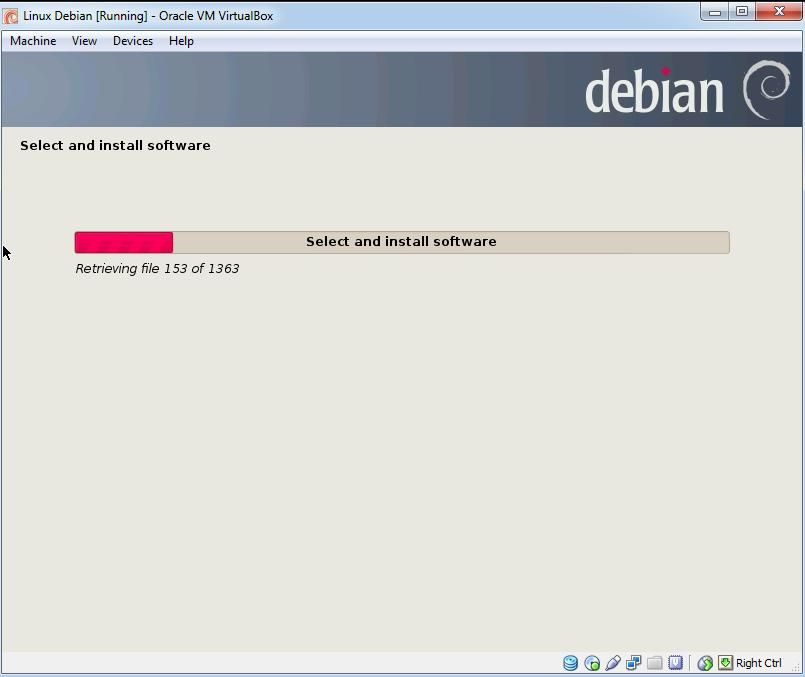 Linux Debian [Running] - Oracle VM VirtualBox
Machine View Devices Help
debian
Select and install software
Select and install software
Retrieving file 153 of 1363
Right Ctrl